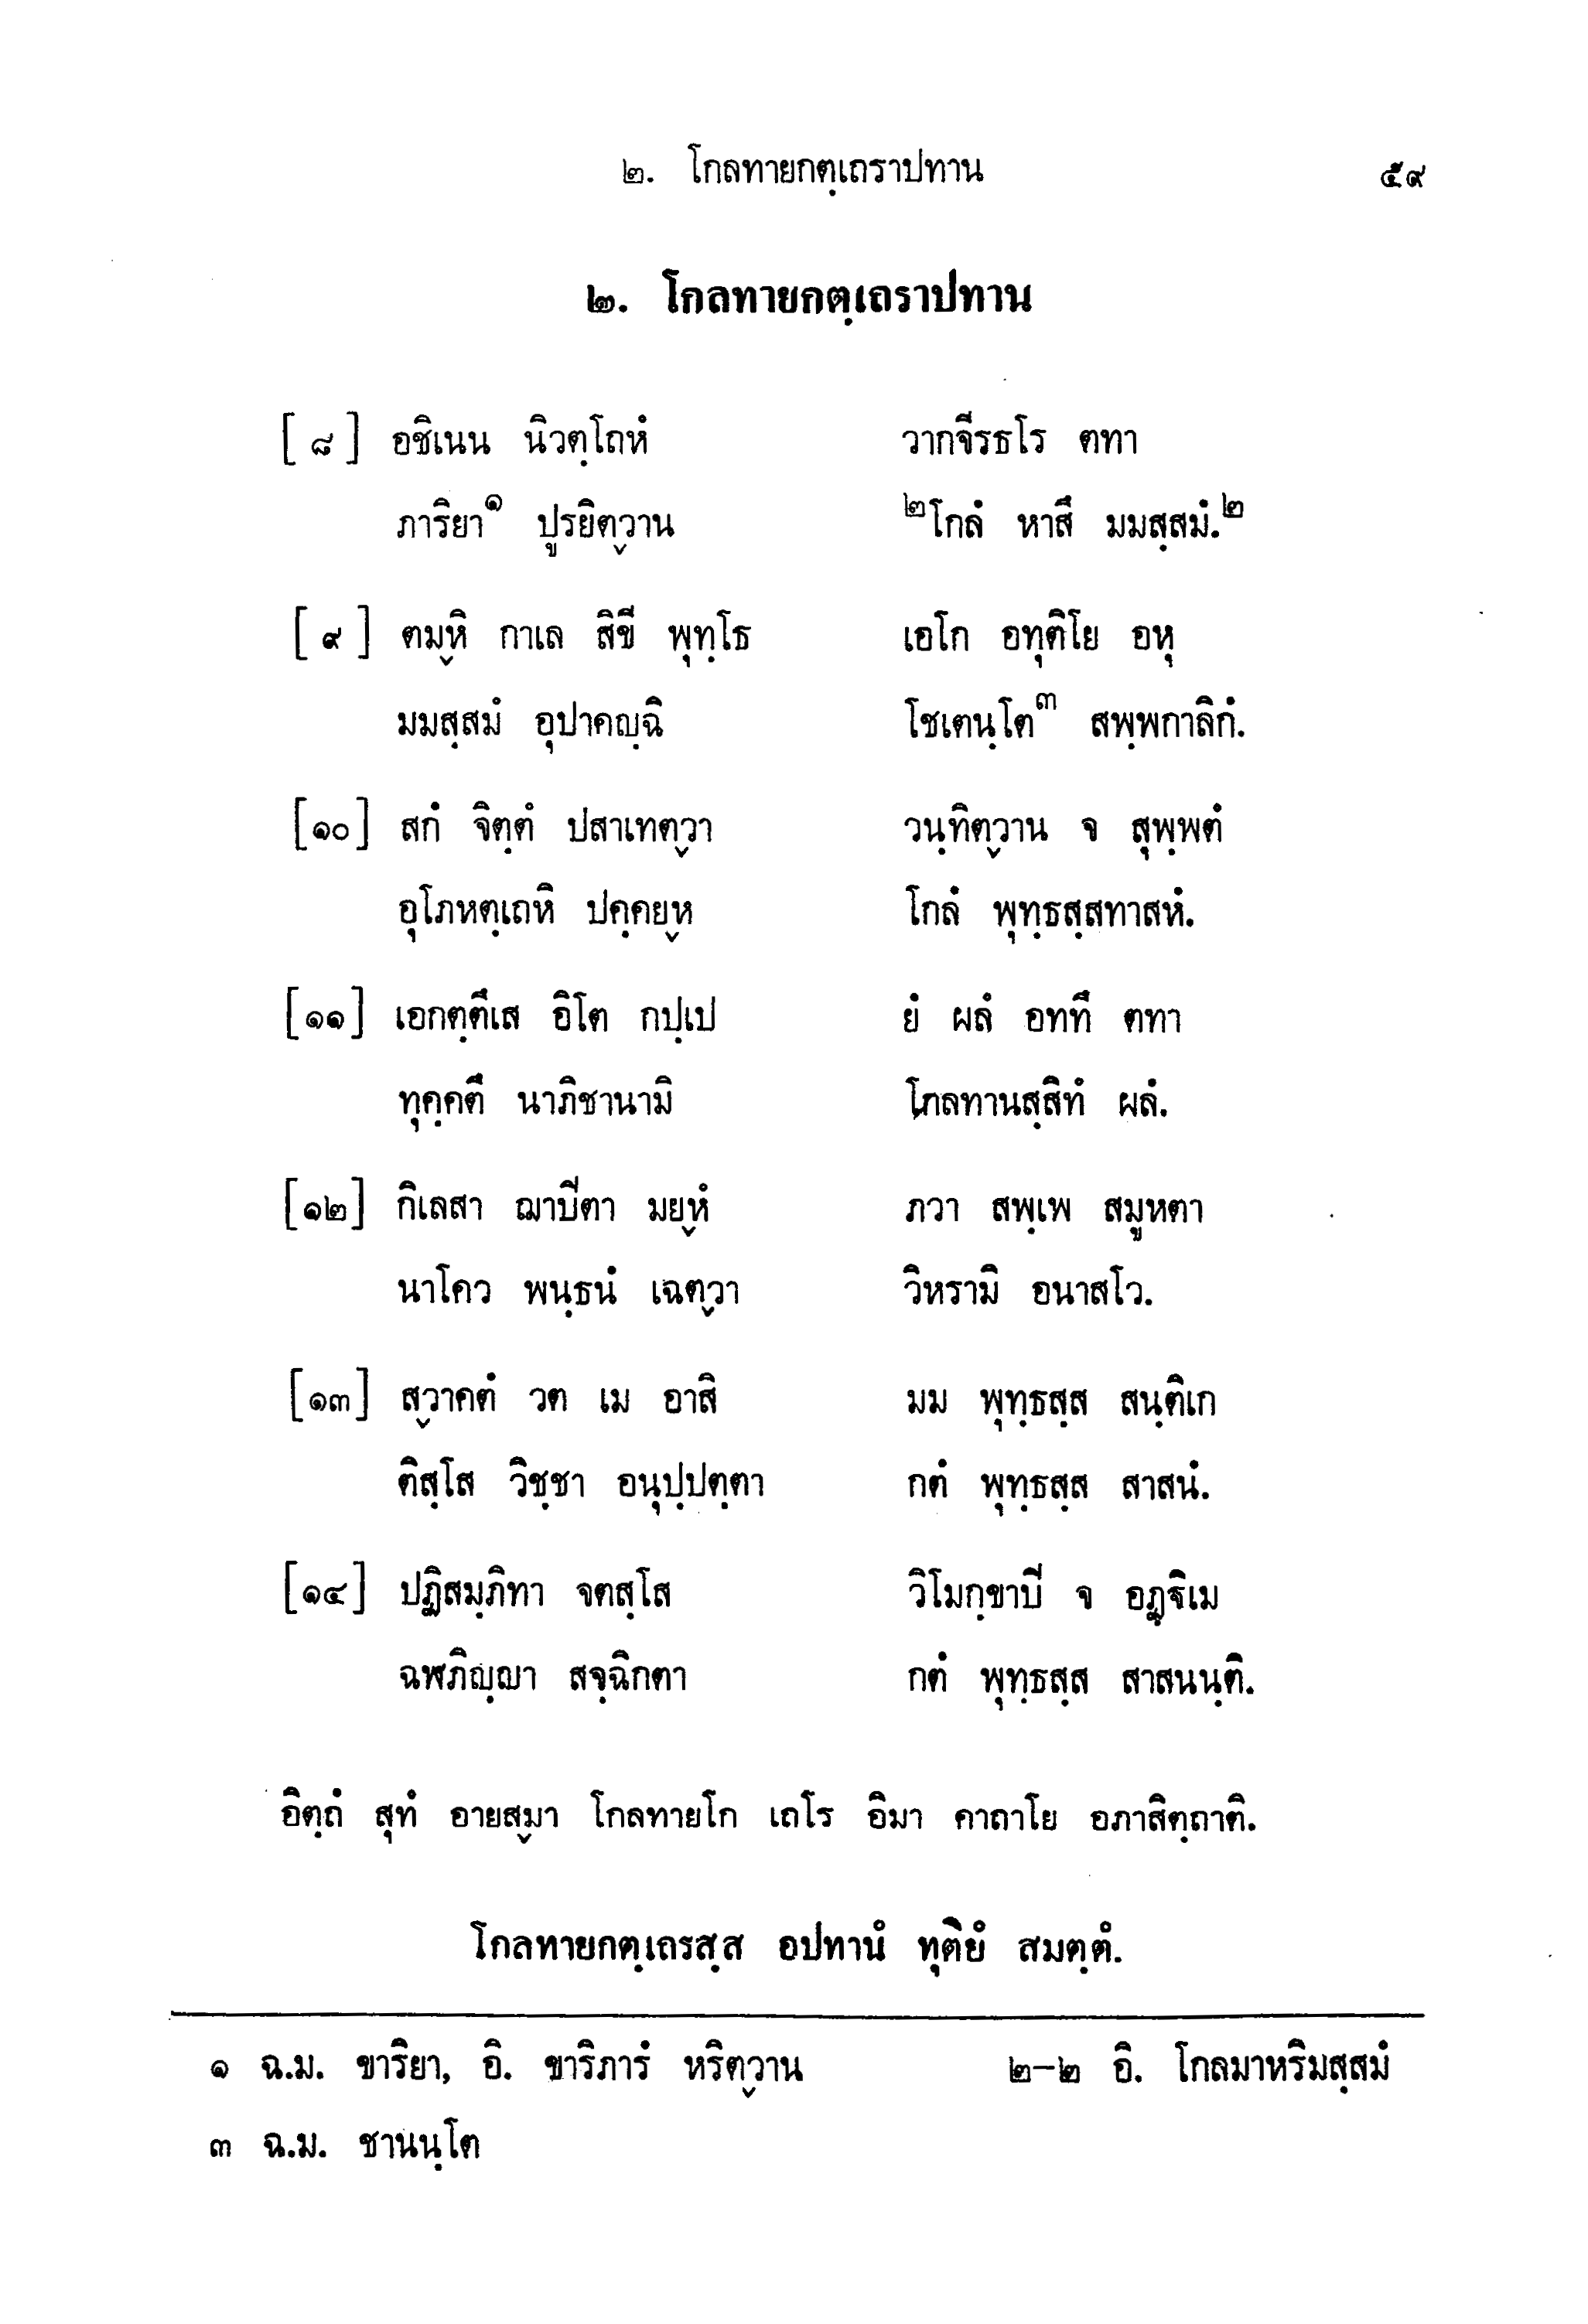 ๒. โกลทายกตฺเถราปทาน ๕๙
๒. โกลทายกตฺเถราปทาน
[๘] อชิเนน นิวตฺโถหํ วากจีรธโร ตทา
ภาริยา๑ ปูรยิตฺวาน ๒โกลํ หาสึ มมสฺสมํ.๒
[๙] ตมฺหิ กาเล สิขี พุทฺโธ เอโก อทุติโย อหุ
มมสฺสมํ อุปาคญฺฉิ โชเตนฺโต๓ สพฺพกาลิกํ.
[๑๐] สกํ จิตฺตํ ปสาเทตฺวา วนฺทิตฺวาน จ สุพฺพตํ
อุโภหตฺเถหิ ปคฺคยฺห โกลํ พุทฺธสฺสทาสหํ.
[๑๑] เอกตฺตึเส อิโต กปฺเป ยํ ผลํ อททึ ตทา
ทุคฺคตึ นาภิชานามิ โกลทานสฺสิทํ ผลํ.
[๑๒] กิเลสา ฌาปีตา มยฺหํ ภวา สพฺเพ สมูหตา
นาโคว พนฺธนํ เฉตฺวา วิหรามิ อนาสโว.
[๑๓] สฺวาคตํ วต เม อาสิ มม พุทฺธสฺส สนฺติเก
ติสฺโส วิชฺชา อนุปฺปตฺตา กตํ พุทฺธสฺส สาสนํ.
[๑๔] ปฏิสมฺภิทา จตสฺโส วิโมกฺขาปี จ อฏฺฐิเม
ฉฬภิญฺญา สจฺฉิกตา กตํ พุทฺธสฺส สาสนนฺติ.
อิตฺถํ สุทํ อายสฺมา โกลทายโก เถโร อิมา คาถาโย อภาสิตฺถาติ.
โกลทายกตฺเถรสฺส อปทานํ ทุติยํ สมตฺตํ.
๑ ฉ.ม. ขาริยา, อิ. ขาริภารํ หริตฺวาน ๒-๒ อิ. โกลมาหริมสฺสมํ
๓ ฉ.ม. ชานนฺโต